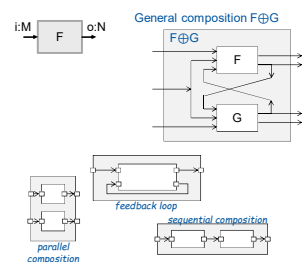 General composition F⊕G
i:M
o:N
F
F⊕G
F
G
feedback loop
sequential composition
parallel
composition